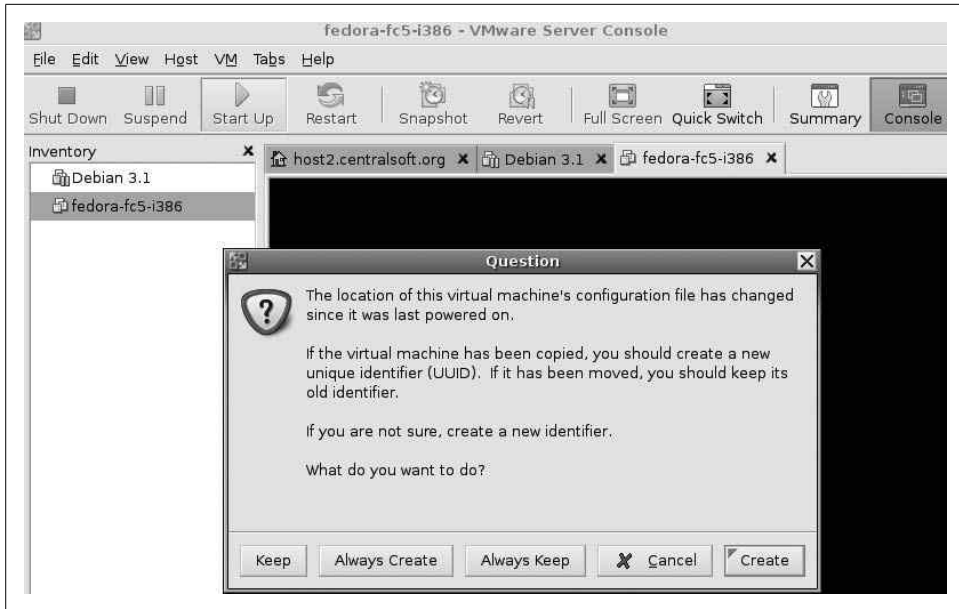 fedora-fc5-i386 - VMware Server Console
File Edit View Host VM Tabs Help
Shut Down Suspend Start Up Restart Snapshot Revert Full Screen Quick Switch Summary Console
Inventory
host2.centralsoft.org Debian 3.1 fedora-fc5-i386
Debian 3.1
fedora-fc5-i386
Question
The location of this virtual machine's configuration file has changed
since it was last powered on.
If the virtual machine has been copied, you should create a new
unique identifier (UUID). If it has been moved, you should keep its
old identifier.
If you are not sure, create a new identifier.
What do you want to do?
Keep Always Create Always Keep Cancel Create